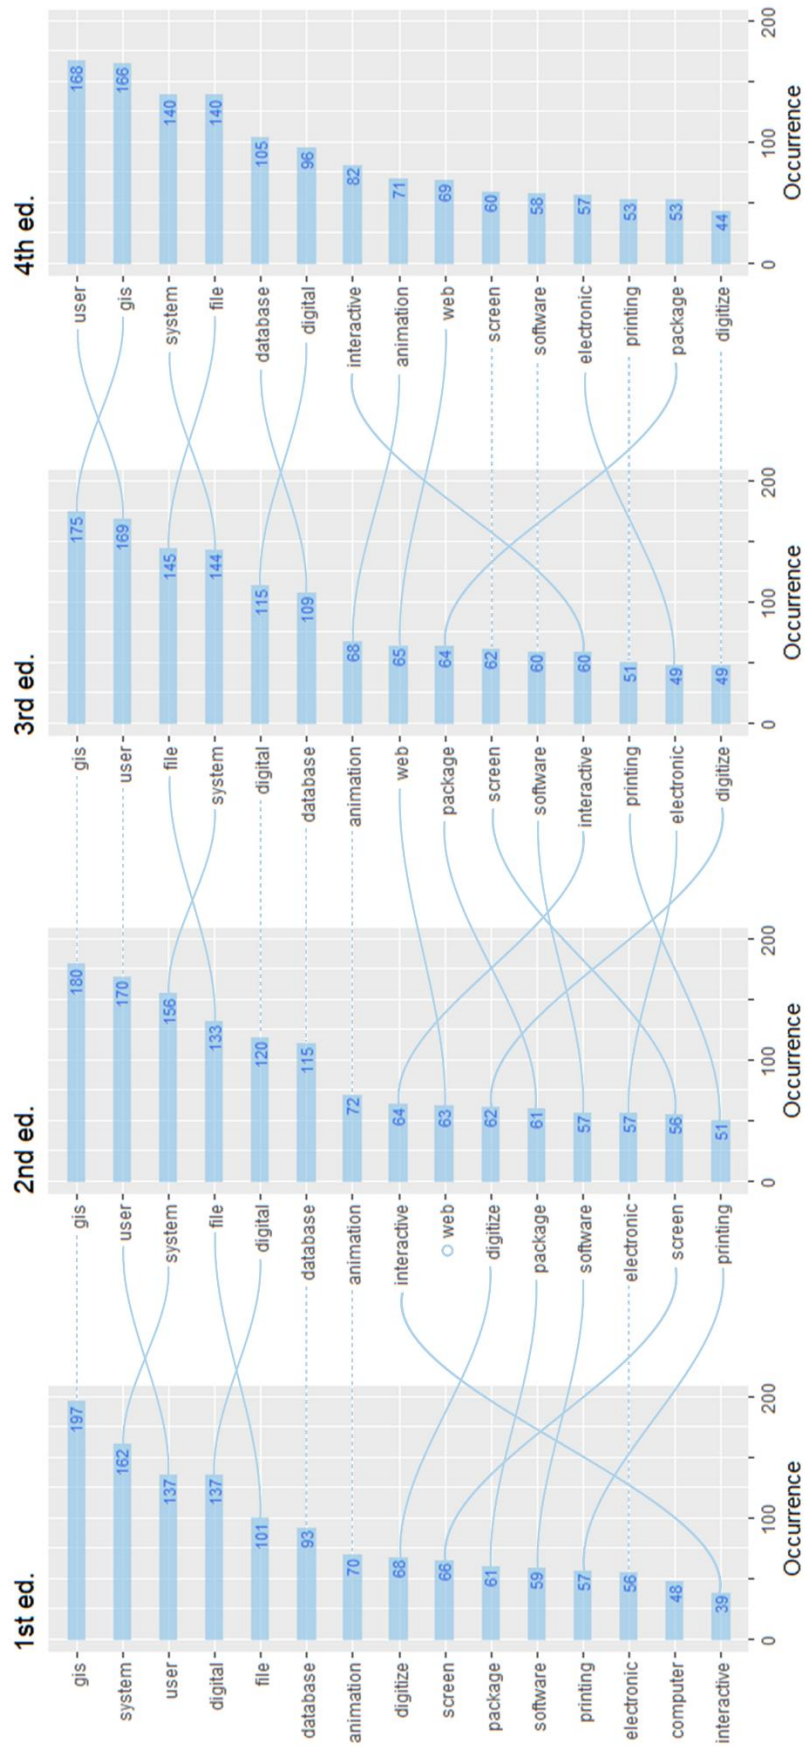 1st ed.
gis 197
system 162
user 137
digital 137
file 101
database 93
animation 70
digitize 68
screen 66
package 61
software 59
printing 57
electronic 56
computer 48
interactive 39
0 100 200
Occurrence
2nd ed.
gis 180
user 170
system 156
file 133
digital 120
database 115
animation 72
interactive 64
web 63
digitize 62
package 61
software 57
electronic 57
screen 56
printing 51
0 100 200
Occurrence
3rd ed.
gis 175
user 169
file 145
system 144
digital 115
database 109
animation 68
web 65
package 64
screen 62
software 60
interactive 60
printing 51
electronic 49
digitize 49
0 100 200
Occurrence
4th ed.
user 168
gis 166
system 140
file 140
database 105
digital 96
interactive 82
animation 71
web 69
screen 60
software 58
electronic 57
printing 53
package 53
digitize 44
0 100 200
Occurrence